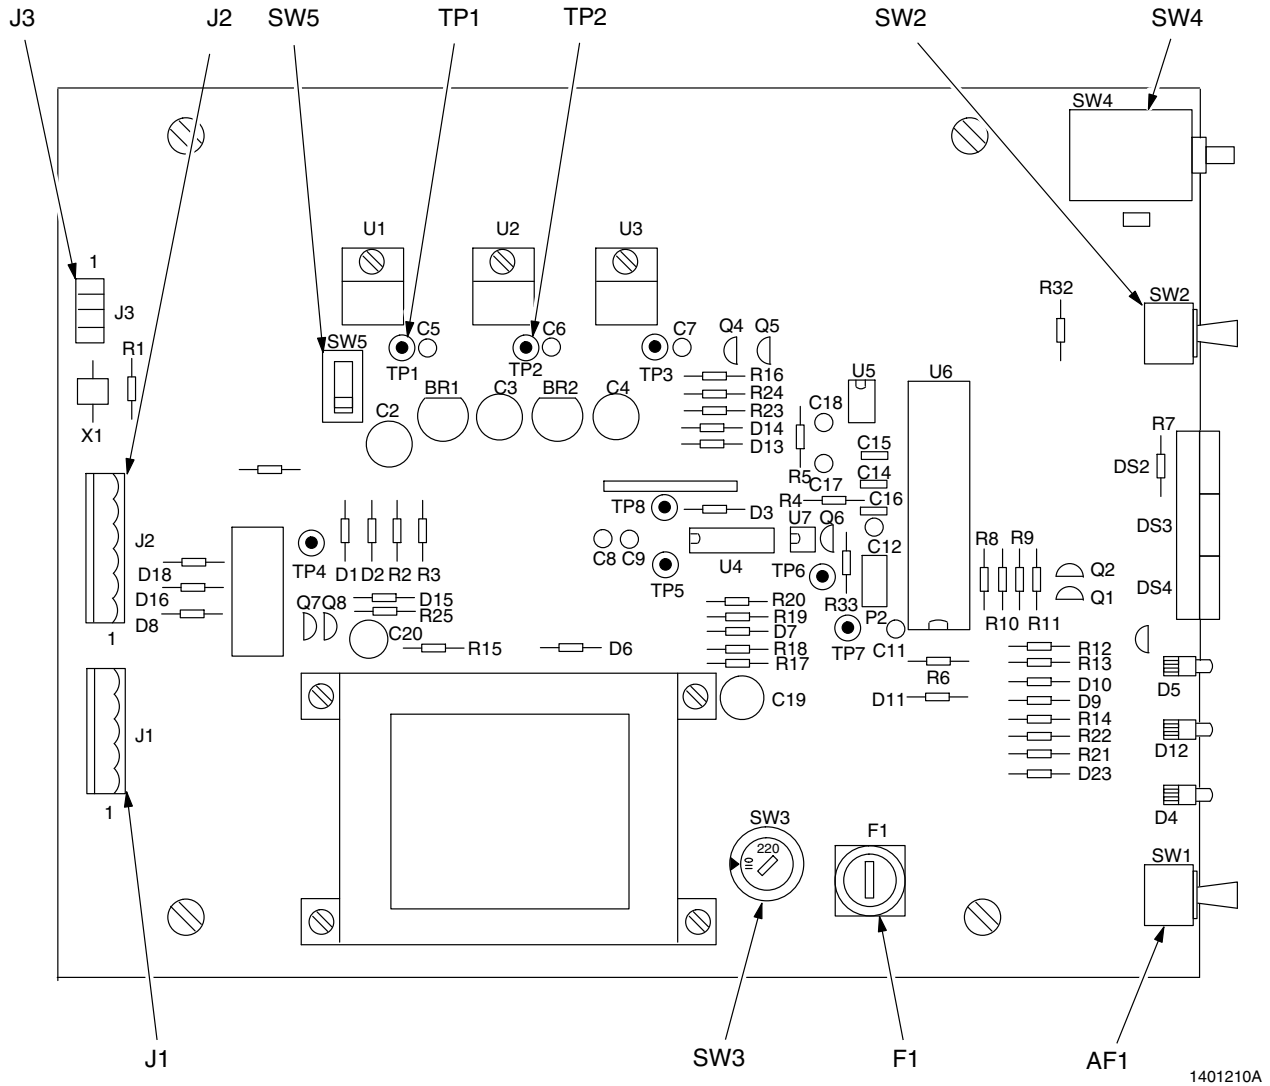 J3
J2
SW5
TP1
TP2
SW2
SW4
SW4
U1
U2
U3
1
J3
R32
SW2
R1
SW5
C5
C6
C7
Q4
Q5
TP1
TP2
TP3
R16
U5
U6
X1
C2
BR1
C3
BR2
C4
R24
R23
D14
D13
C18
R5
C15
C14
C17
R4
C16
R7
DS2
DS3
DS4
TP8
D3
U7
Q6
J2
D18
D16
D8
1
TP4
D1
D2
R2
R3
C8
C9
TP5
U4
TP6
C12
R33
P2
R8
R9
Q2
Q1
R10
R11
Q7
Q8
D15
R25
C20
R15
D6
R20
R19
D7
R18
R17
TP7
C11
R6
D11
R12
R13
D10
D9
R14
R22
R21
D23
D5
D12
D4
C19
J1
1
SW3
220
110
F1
SW1
J1
SW3
F1
AF1
1401210A